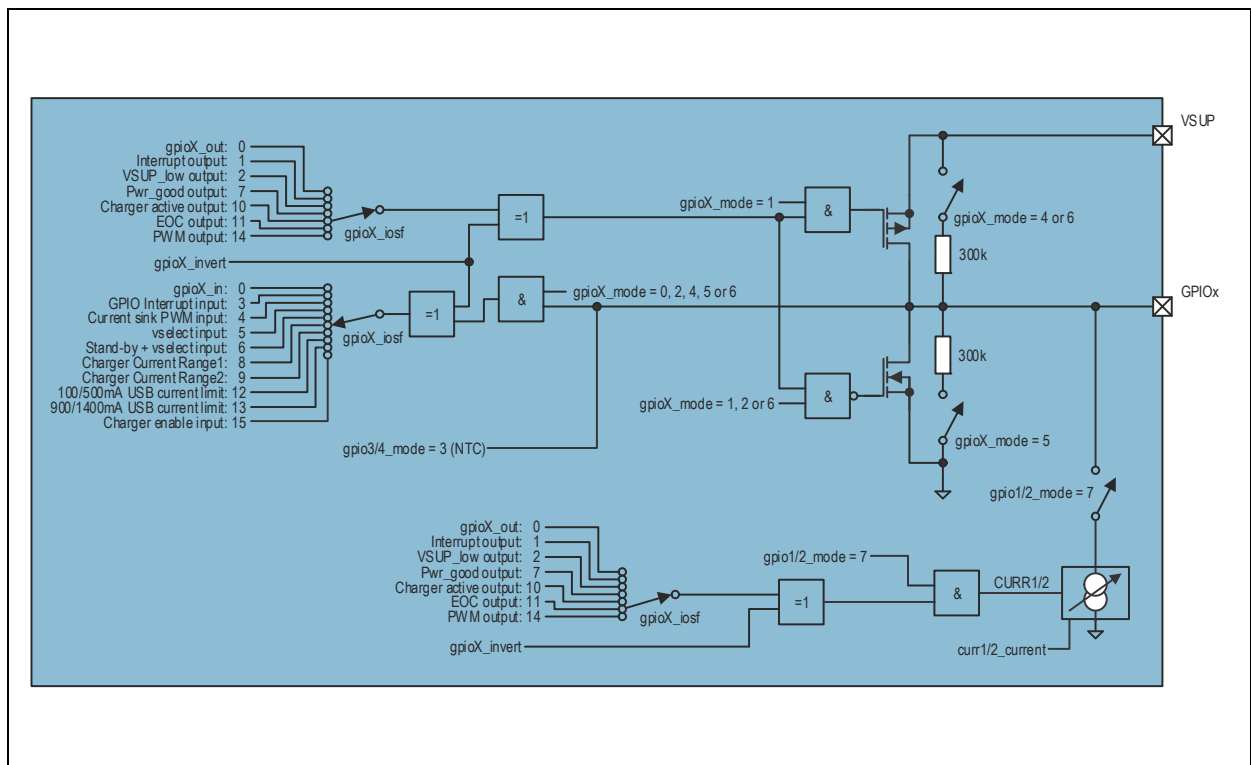 VSUP
gpioX_out: 0
Interrupt output: 1
VSUP_low output: 2
Pwr_good output: 7
Charger active output: 10
EOC output: 11
PWM output: 14
gpioX_iosf
gpioX_invert
=1
gpioX_mode = 1
&
gpioX_mode = 4 or 6
300k
gpioX_in: 0
GPIO Interrupt input: 3
Current sink PWM input: 4
vselect input: 5
Stand-by + vselect input: 6
Charger Current Range1: 8
Charger Current Range2: 9
100/500mA USB current limit: 12
900/1400mA USB current limit: 13
Charger enable input: 15
gpioX_iosf
=1
&
gpioX_mode = 0, 2, 4, 5 or 6
GPIOx
300k
&
gpioX_mode = 1, 2 or 6
gpioX_mode = 5
gpio3/4_mode = 3 (NTC)
gpio1/2_mode = 7
gpioX_out: 0
Interrupt output: 1
VSUP_low output: 2
Pwr_good output: 7
Charger active output: 10
EOC output: 11
PWM output: 14
gpioX_iosf
gpioX_invert
gpio1/2_mode = 7
=1
&
CURR1/2
curr1/2_current